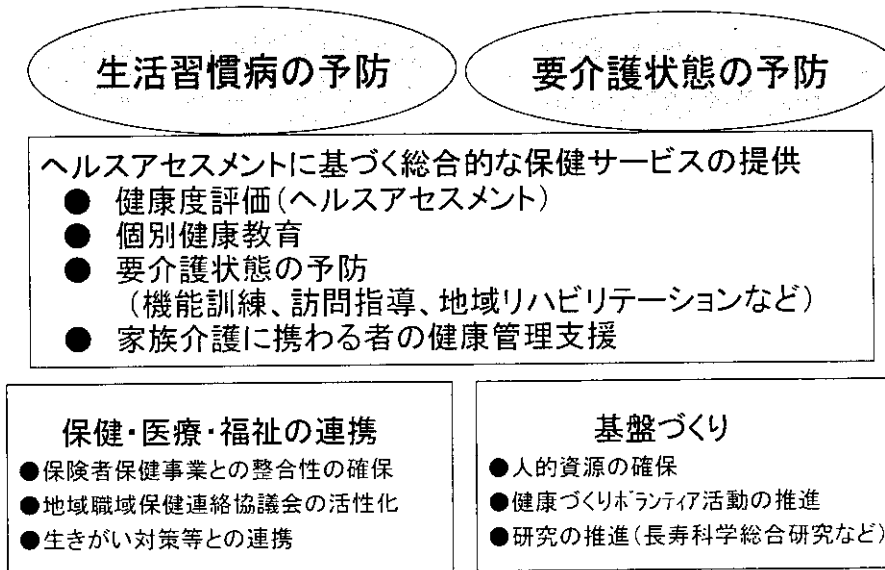 生活習慣病の予防
要介護状態の予防
ヘルスアセスメントに基づく総合的な保健サービスの提供
● 健康度評価(ヘルスアセスメント)
● 個別健康教育
● 要介護状態の予防
(機能訓練、訪問指導、地域リハビリテーションなど)
● 家族介護に携わる者の健康管理支援
保健・医療・福祉の連携
●保険者保健事業との整合性の確保
●地域職域保健連絡協議会の活性化
●生きがい対策等との連携
基盤づくり
●人的資源の確保
●健康づくりボランティア活動の推進
●研究の推進(長寿科学総合研究など)